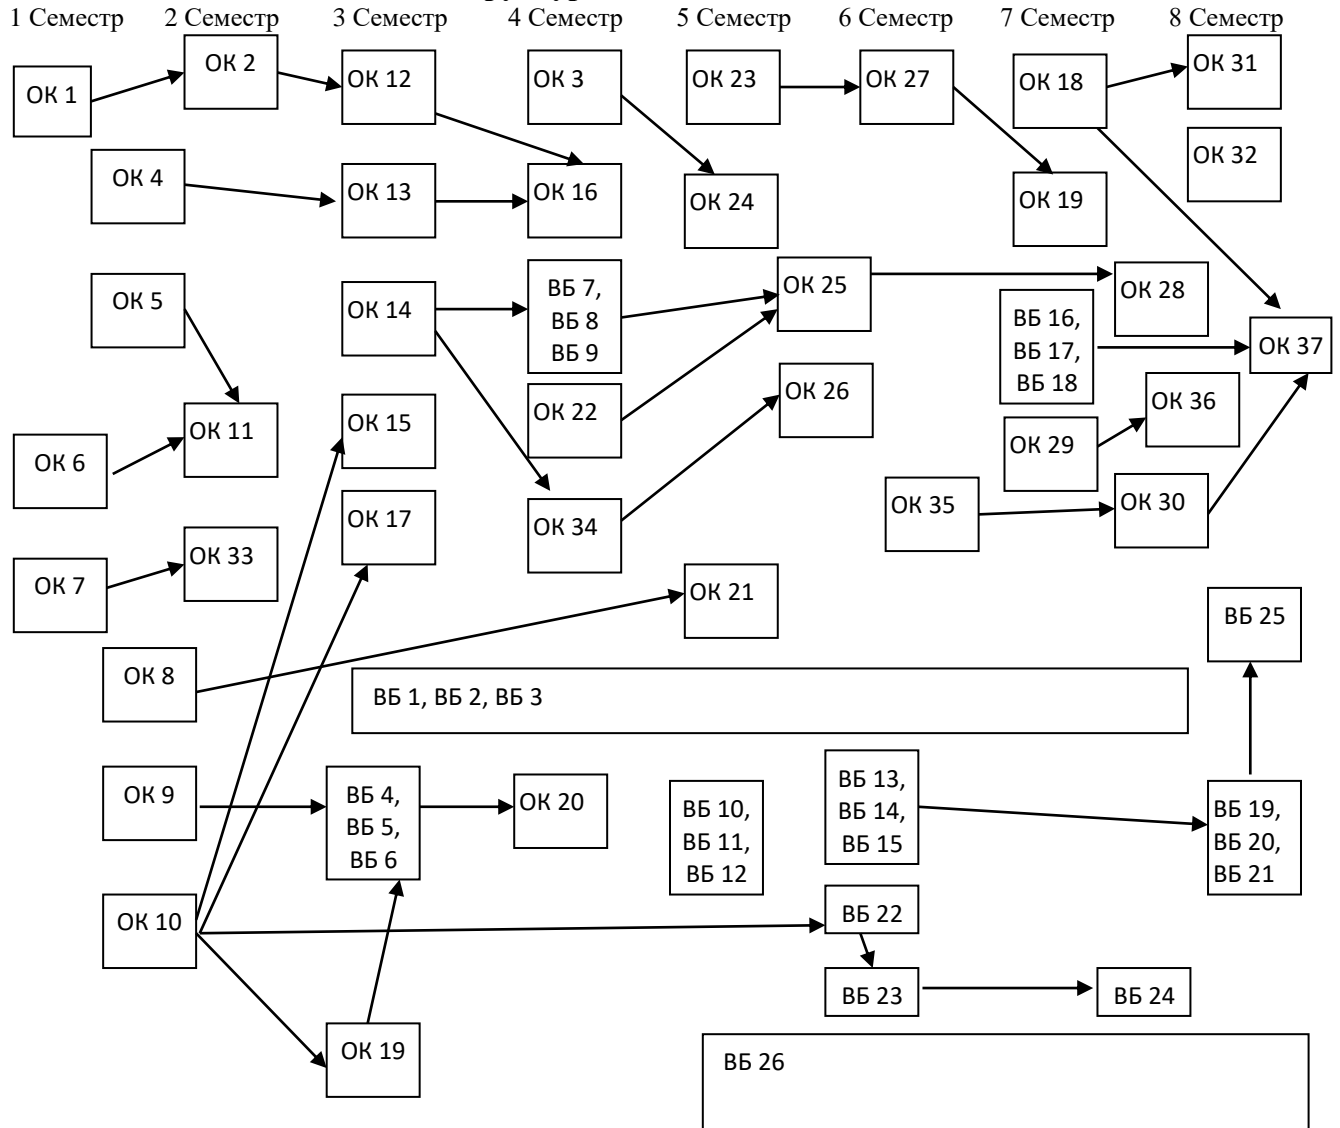 1 Семестр 2 Семестр 3 Семестр 4 Семестр 5 Семестр 6 Семестр 7 Семестр 8 Семестр
ОК 1
ОК 2
ОК 12
ОК 3
ОК 23
ОК 27
ОК 18
ОК 31
ОК 32
ОК 4
ОК 13
ОК 16
ОК 24
ОК 19
ОК 5
ОК 14
ВБ 7,
ВБ 8
ВБ 9
ОК 25
ОК 28
ВБ 16,
ВБ 17,
ВБ 18
ОК 37
ОК 22
ОК 26
ОК 36
ОК 6
ОК 11
ОК 15
ОК 29
ОК 17
ОК 34
ОК 35
ОК 30
ОК 7
ОК 33
ОК 21
ВБ 25
ОК 8
ВБ 1, ВБ 2, ВБ 3
ОК 9
ВБ 4,
ВБ 5,
ВБ 6
ОК 20
ВБ 10,
ВБ 11,
ВБ 12
ВБ 13,
ВБ 14,
ВБ 15
ВБ 19,
ВБ 20,
ВБ 21
ОК 10
ВБ 22
ВБ 23
ВБ 24
ОК 19
ВБ 26